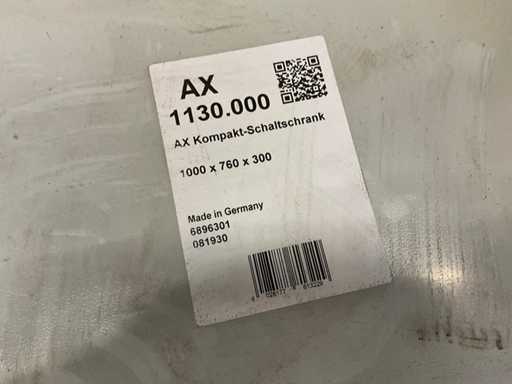 AX
1130.000
AX Kompakt-Schaltschrank
1000 x 760 x 300
Made in Germany
6896301
081930